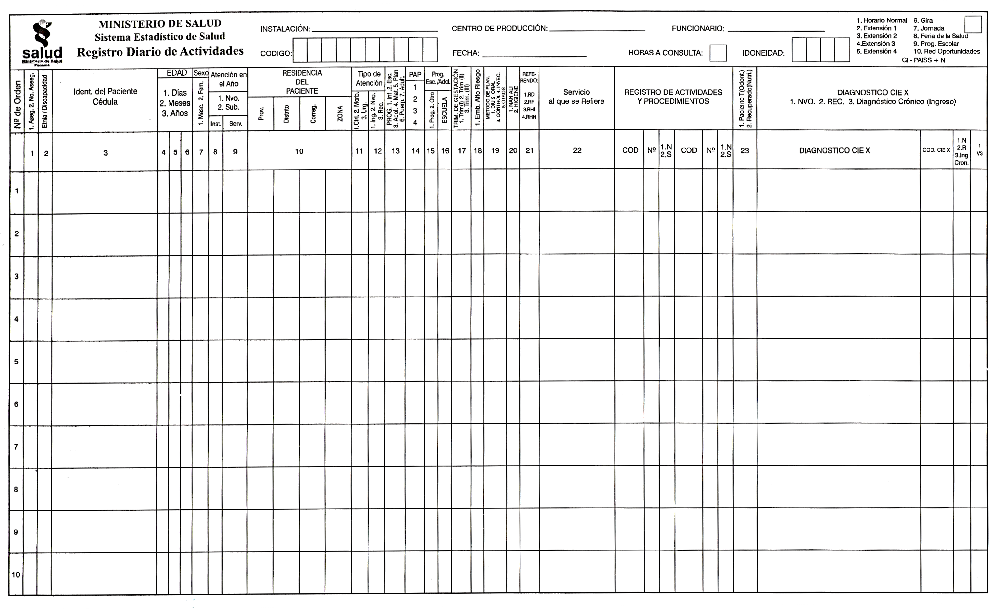 MINISTERIO DE SALUD
Sistema Estadístico de Salud
Registro Diario de Actividades
salud
Ministerio de Salud
Panamá
INSTALACIÓN:
CODIGO:
CENTRO DE PRODUCCIÓN:
FECHA:
FUNCIONARIO:
HORAS A CONSULTA:
IDONEIDAD:
1. Horario Normal 6. Gira
2. Extensión 1 7. Jornada
3. Extensión 2 8. Feria de la Salud
4.Extensión 3 9. Prog. Escolar
5. Extensión 4 10. Red Oportunidades
GI - PAISS + N
Nº de Orden
1. Aseg. 2. No. Aseg.
Etnia / Discapacidad
Ident. del Paciente
Cédula
EDAD
1. Días
2. Meses
3. Años
Sexo
1. Masc. 2. Fem.
Atención en
el Año
1. Nvo.
2. Sub.
Inst. Serv.
RESIDENCIA
DEL
PACIENTE
Prov.
Distrito
Correg.
ZONA
Tipo de
Atención
1.Ctrl. 2. Morb.
3. Urg.
1. Ing. 2. Nvo.
3. Rec.
PROG. 1. Inf .2. Esc.
3. Adol. 4. Mat. 5. Plan
6. Puerp. 7. Adult.
PAP
1
2
3
4
Prog.
Esc. /Adol.
1. Prog. 2. Otro
ESCUELA
TRIM. DE GESTACIÓN
1. Trim(I) 2. Trim (II)
3. Trim. (III)
1. Emb. Alto Riesgo
METODO DE PLAN.
1. DIU 2. ORAL
3. CONTROL 4. INYEC.
5.OTROS
1. NAN ALI
2. HIGIENE
REFE-
RENDO:
1.RD
2.RF
3.RHI
4.RHN
Servicio
al que se Refiere
REGISTRO DE ACTIVIDADES
Y PROCEDIMIENTOS
1. Paciente T(Odont.)
2. Recuperado(Nutri.)
DIAGNOSTICO CIE X
1. NVO. 2. REC. 3. Diagnóstico Crónico (Ingreso)
1 2 3 4 5 6 7 8 9 10 11 12 13 14 15 16 17 18 19 20 21 22 COD Nº 1.N COD Nº 1.N 23 DIAGNOSTICO CIE X COD. CIE X 1.N 1
2.S 2.S 2.R V3
3.Ing
Cron.
1
2
3
4
5
6
7
8
9
10